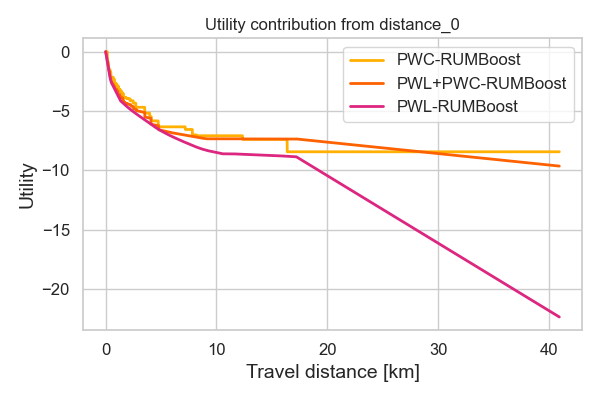 Utility contribution from distance_0
PWC-RUMBoost
PWL+PWC-RUMBoost
PWL-RUMBoost
0
−5
−10
−15
−20
Utility
0
10
20
30
40
Travel distance [km]